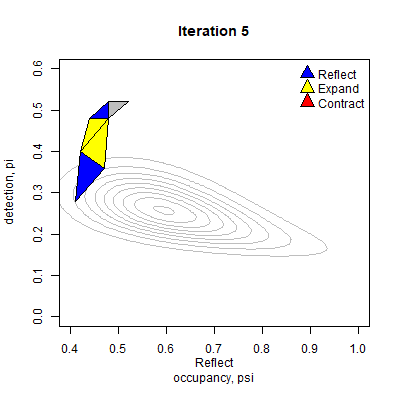 Iteration 5
Reflect
Expand
Contract
detection, pi
0.0 0.1 0.2 0.3 0.4 0.5 0.6
0.4 0.5 0.6 0.7 0.8 0.9 1.0
Reflect
occupancy, psi